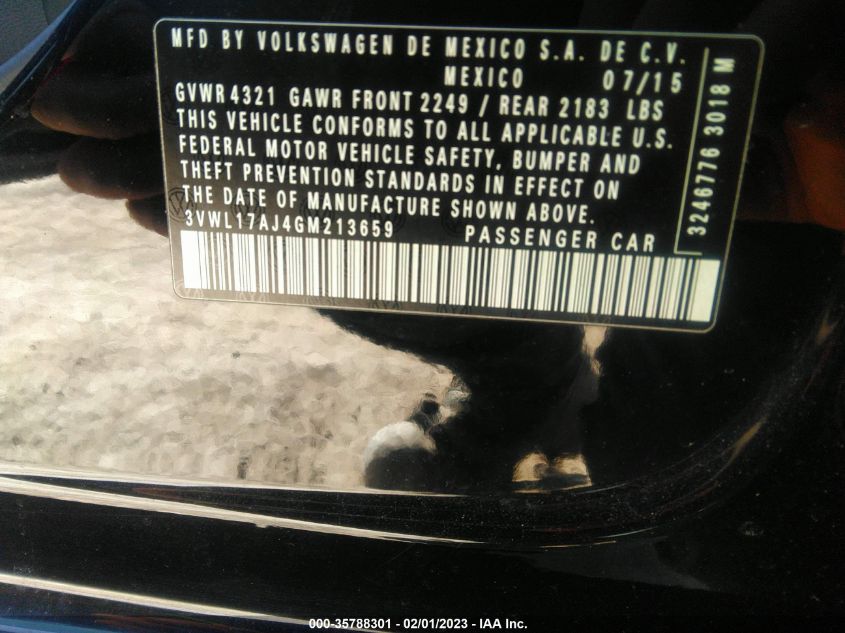 MFD BY VOLKSWAGEN DE MEXICO S.A. DE C.V.
MEXICO 07/15
GVWR 4321 GAWR FRONT 2249 / REAR 2183 LBS
THIS VEHICLE CONFORMS TO ALL APPLICABLE U.S.
FEDERAL MOTOR VEHICLE SAFETY, BUMPER AND
THEFT PREVENTION STANDARDS IN EFFECT ON
THE DATE OF MANUFACTURE SHOWN ABOVE.
3VWL17AJ4GM213659 PASSENGER CAR
3246776 3018 M
000-35788301 - 02/01/2023 - IAA Inc.